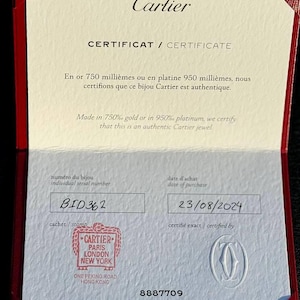 Cartier
CERTIFICAT / CERTIFICATE
En or 750 millièmes ou en platine 950 millièmes, nous
certifions que ce bijou Cartier est authentique.
Made in 750‰ gold or in 950‰ platinum, we certify
that this is an authentic Cartier jewel.
numéro du bijou
individual serial number
date d'achat
date of purchase
BID362
23/08/2024
cachet /
certifié exact / certified by
CARTIER
PARIS
LONDON
NEW YORK
ROAD
HONGKONG
8887709